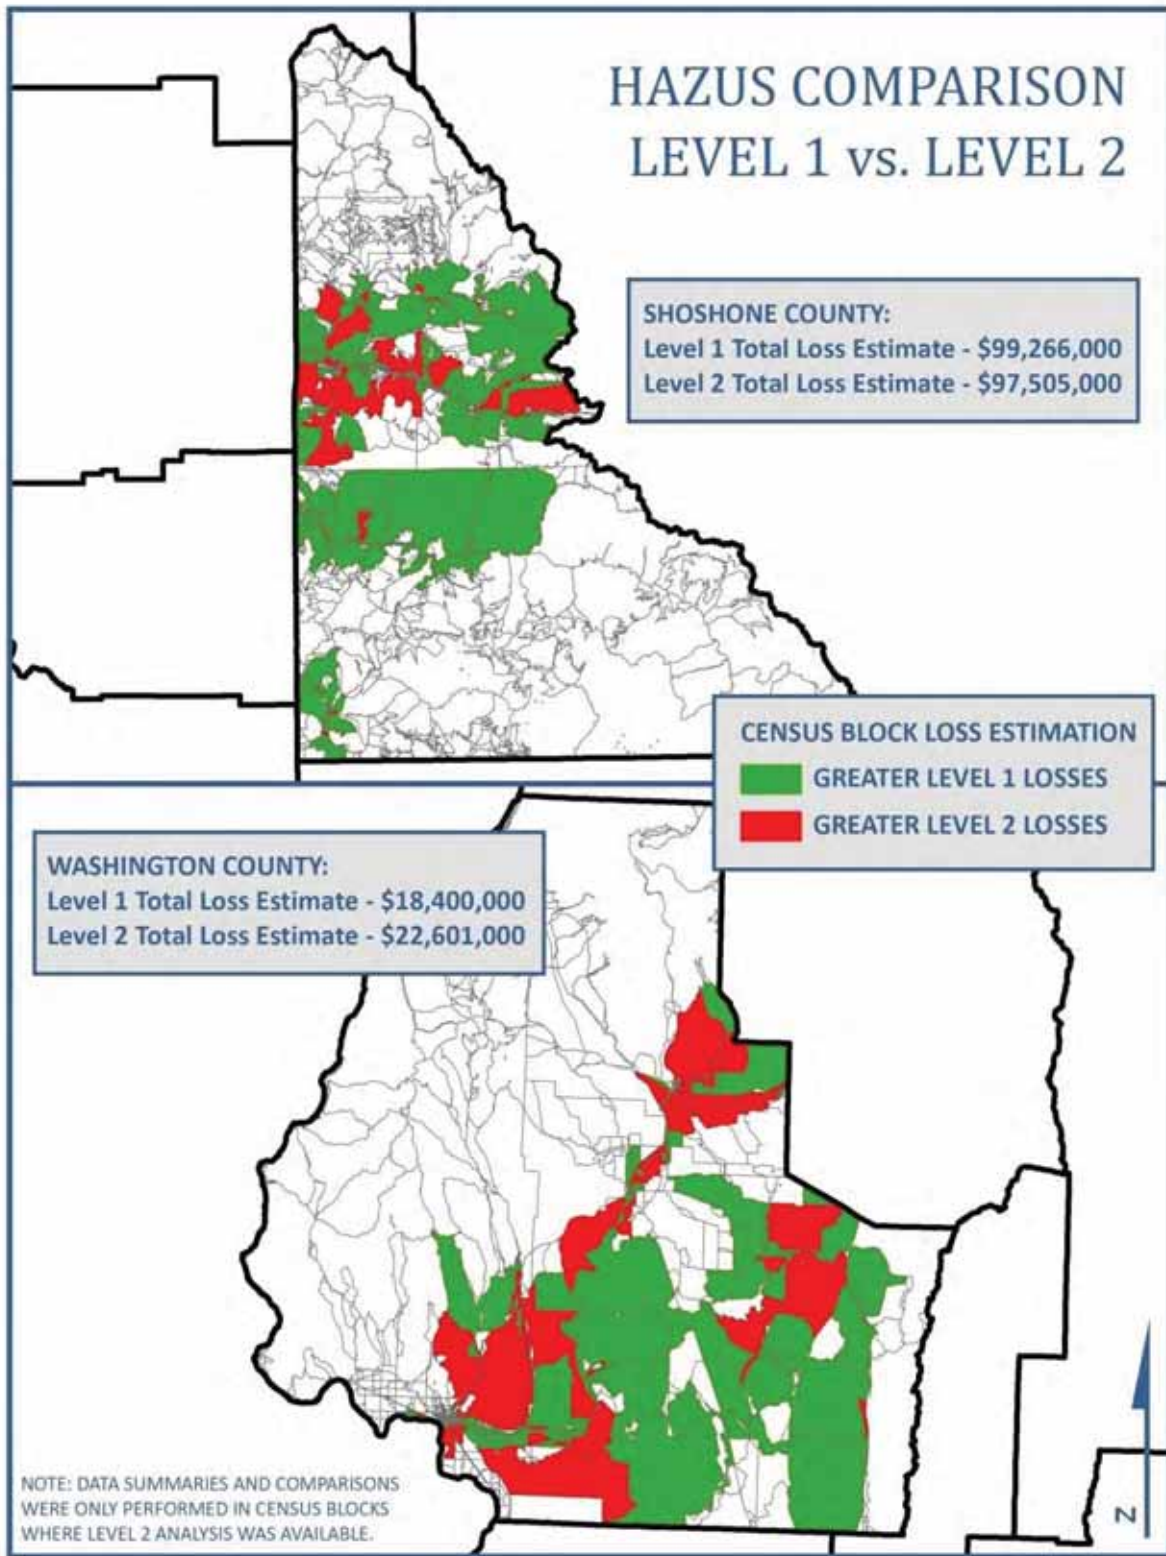 HAZUS COMPARISON
LEVEL 1 vs. LEVEL 2
SHOSHONE COUNTY:
Level 1 Total Loss Estimate - $99,266,000
Level 2 Total Loss Estimate - $97,505,000
CENSUS BLOCK LOSS ESTIMATION
GREATER LEVEL 1 LOSSES
GREATER LEVEL 2 LOSSES
WASHINGTON COUNTY:
Level 1 Total Loss Estimate - $18,400,000
Level 2 Total Loss Estimate - $22,601,000
NOTE: DATA SUMMARIES AND COMPARISONS
WERE ONLY PERFORMED IN CENSUS BLOCKS
WHERE LEVEL 2 ANALYSIS WAS AVAILABLE.
N